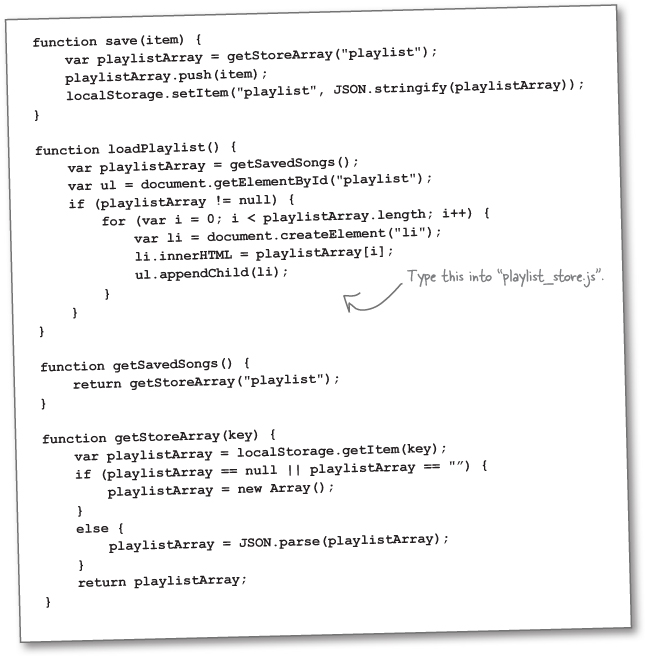 function save(item) {
    var playlistArray = getStoreArray("playlist");
    playlistArray.push(item);
    localStorage.setItem("playlist", JSON.stringify(playlistArray));
}

function loadPlaylist() {
    var playlistArray = getSavedSongs();
    var ul = document.getElementById("playlist");
    if (playlistArray != null) {
        for (var i = 0; i < playlistArray.length; i++) {
            var li = document.createElement("li");
            li.innerHTML = playlistArray[i];
            ul.appendChild(li);
Type this into “playlist_store.js”.
        }
    }
}

function getSavedSongs() {
    return getStoreArray("playlist");
}

function getStoreArray(key) {
    var playlistArray = localStorage.getItem(key);
    if (playlistArray == null || playlistArray == "″) {
        playlistArray = new Array();
    }
    else {
        playlistArray = JSON.parse(playlistArray);
    }
    return playlistArray;
}